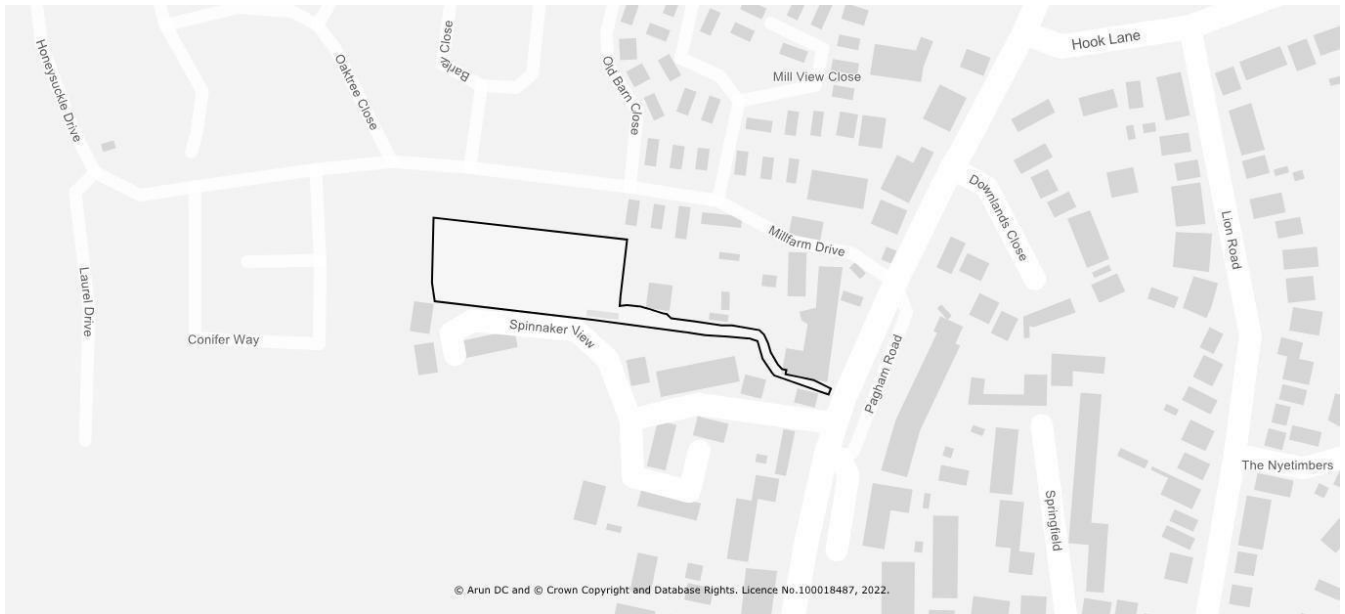 Hook Lane
Honeysuckle Drive
Oaktree Close
Barley Close
Old Barn Close
Mill View Close
Downlands Close
Lion Road
Millfarm Drive
Laurel Drive
Conifer Way
Spinnaker View
Pagham Road
The Nyetimbers
Springfield
© Arun DC and © Crown Copyright and Database Rights. Licence No.100018487, 2022.